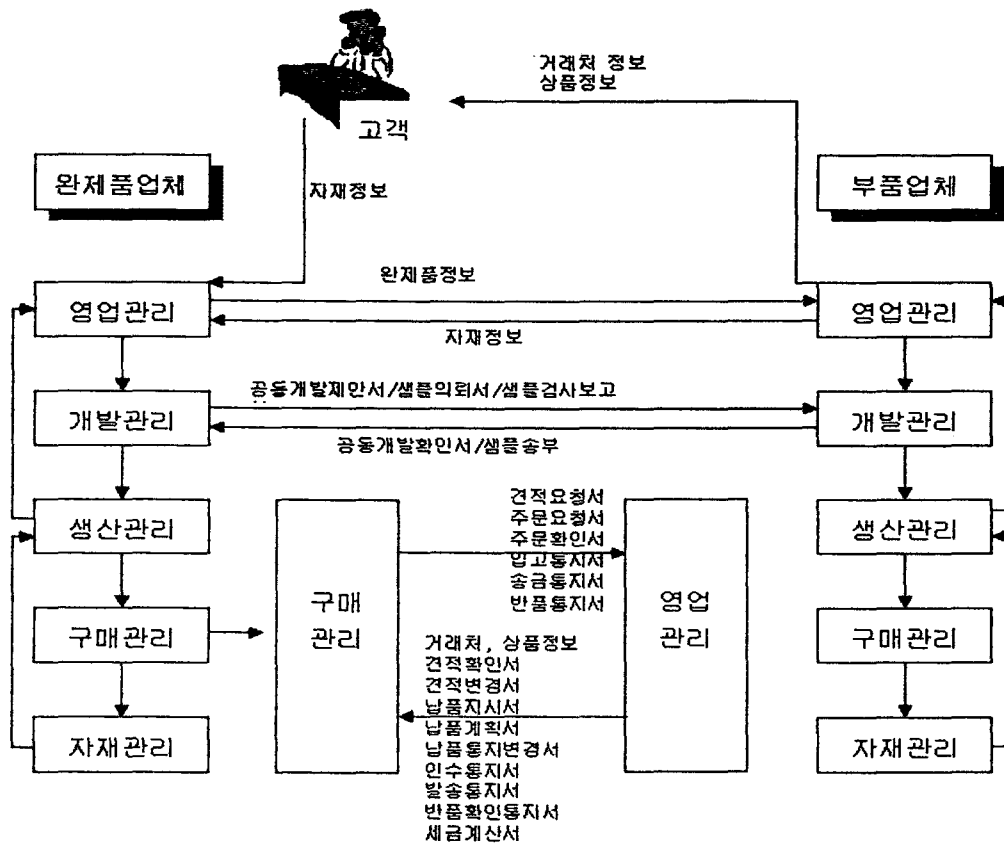 거래처 정보
상품정보
고객
완제품업체
부품업체
자재정보
완제품정보
영업관리
영업관리
자재정보
공동개발제안서/샘플의뢰서/샘플검사보고
개발관리
개발관리
공동개발확인서/샘플송부
견적요청서
주문요청서
주문확인서
입고통지서
송금통지서
반품통지서
생산관리
생산관리
구매
관리
영업
관리
구매관리
구매관리
거래처, 상품정보
견적확인서
견적변경서
납품지시서
납품계획서
납품통지변경서
인수통지서
발송통지서
반품확인통지서
세금계산서
자재관리
자재관리